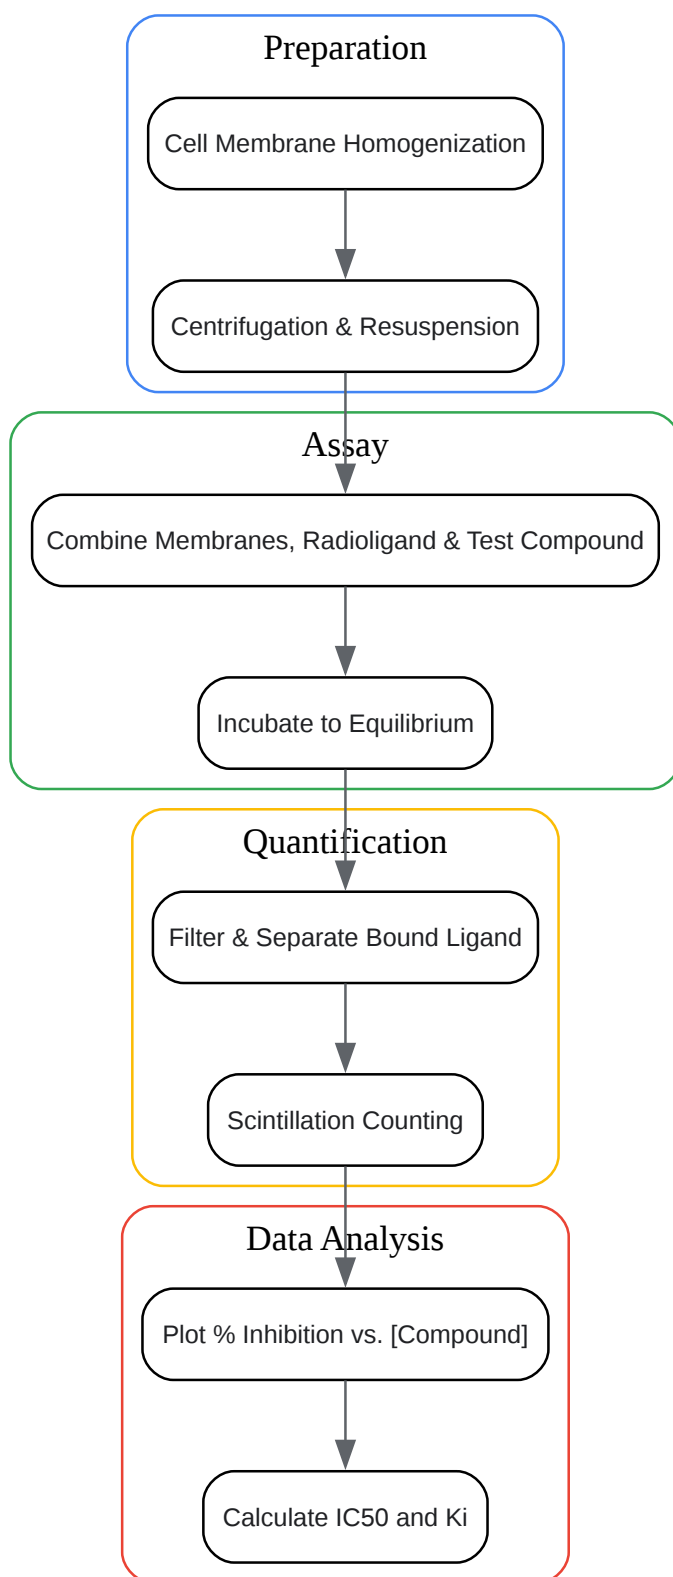 Preparation
Cell Membrane Homogenization
Centrifugation & Resuspension
Assay
Combine Membranes, Radioligand & Test Compound
Incubate to Equilibrium
Quantification
Filter & Separate Bound Ligand
Scintillation Counting
Data Analysis
Plot % Inhibition vs. [Compound]
Calculate IC50 and Ki